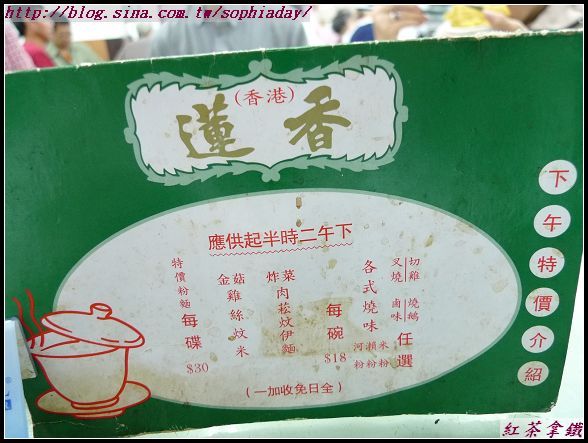 http://blog.sina.com.tw/sophiaday/
(香港)
蓮香
下午特價介紹
應供起半時二午下
切雞 燒鵝
叉燒 鹵味 任選
各式燒味 米粉 瀨粉 河粉
每碗 $18
菜肉菘炆伊麵
炸
菇絲炆米
金雞
特價粉麵
每碟 $30
(一加收免日全)
紅茶拿鐵